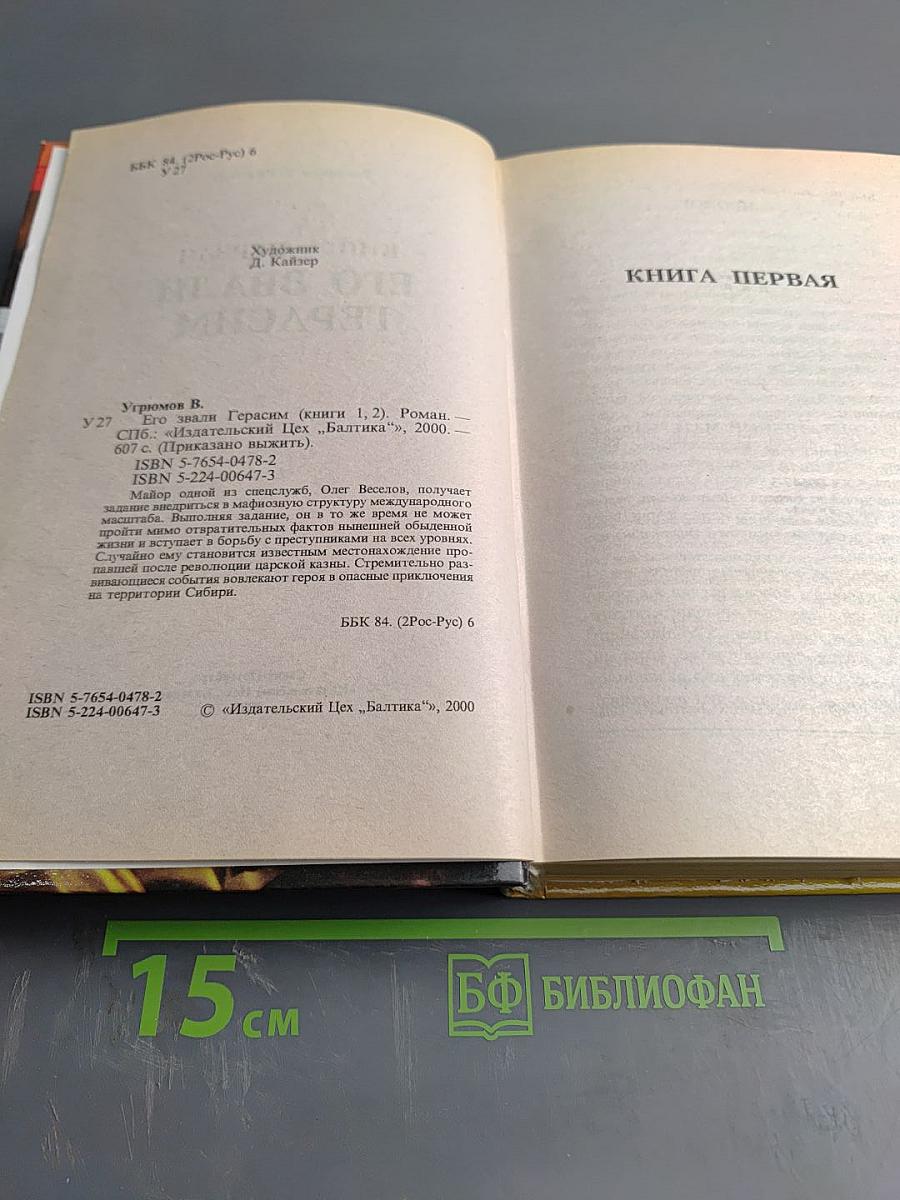 ББК 84. (2Рос-Рус) 6
У 27
Художник
Д. Кайзер
Угрюмов В.
У 27 Его звали Герасим (книги 1, 2). Роман. —
СПб.: «Издательский Цех „Балтика“», 2000. —
607 с. (Приказано выжить).
ISBN 5-7654-0478-2
ISBN 5-224-00647-3
Майор одной из спецслужб, Олег Веселов, получает
задание внедриться в мафиозную структуру международного
масштаба. Выполняя задание, он в то же время не может
пройти мимо отвратительных фактов нынешней обыденной
жизни и вступает в борьбу с преступниками на всех уровнях.
Случайно ему становится известным местонахождение про-
павшей после революции царской казны. Стремительно раз-
вивающиеся события вовлекают героя в опасные приключения
на территории Сибири.
ББК 84. (2Рос-Рус) 6
ISBN 5-7654-0478-2
ISBN 5-224-00647-3
© «Издательский Цех „Балтика“», 2000
КНИГА ПЕРВАЯ
15 см
БФ БИБЛИОФАН